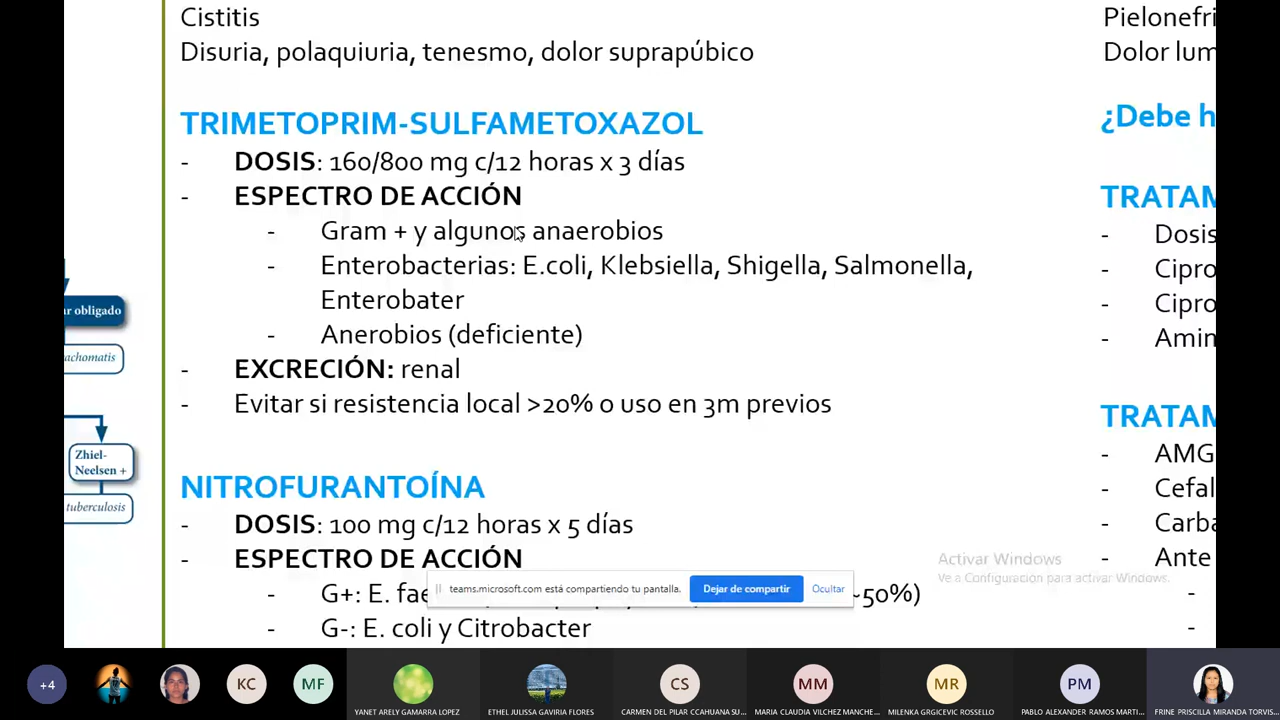 Cistitis
Disuria, polaquiuria, tenesmo, dolor suprapúbico
TRIMETOPRIM-SULFAMETOXAZOL
- DOSIS: 160/800 mg c/12 horas x 3 días
- ESPECTRO DE ACCIÓN
- Gram + y algunos anaerobios
- Enterobacterias: E.coli, Klebsiella, Shigella, Salmonella,
Enterobater
- Anerobios (deficiente)
- EXCRECIÓN: renal
- Evitar si resistencia local >20% o uso en 3m previos
NITROFURANTOÍNA
- DOSIS: 100 mg c/12 horas x 5 días
- ESPECTRO DE ACCIÓN
- G+: E. fae ~50%)
- G-: E. coli y Citrobacter
Pielonefri
Dolor lum
¿Debe h
TRATAM
- Dosis
- Cipro
- Cipro
- Amin
TRATAM
- AMG
- Cefal
- Carba
- Ante
-
-
ar obligado
achomatis
Zhiel-
Neelsen +
tuberculosis
Activar Windows
Ve a Configuración para activar Windows.
teams.microsoft.com está compartiendo tu pantalla. Dejar de compartir Ocultar
+4 KC MF CS MM MR PM
YANET ARELY GAMARRA LOPEZ
ETHEL JULISSA GAVIRIA FLORES
CARMEN DEL PILAR CCAHUANA SU...
MARIA CLAUDIA VILCHEZ MANCHE...
MILENKA GRGICEVIC ROSSELLO
PABLO ALEXANDER RAMOS MARTI...
FRINE PRISCILLA MIRANDA TORVIS...